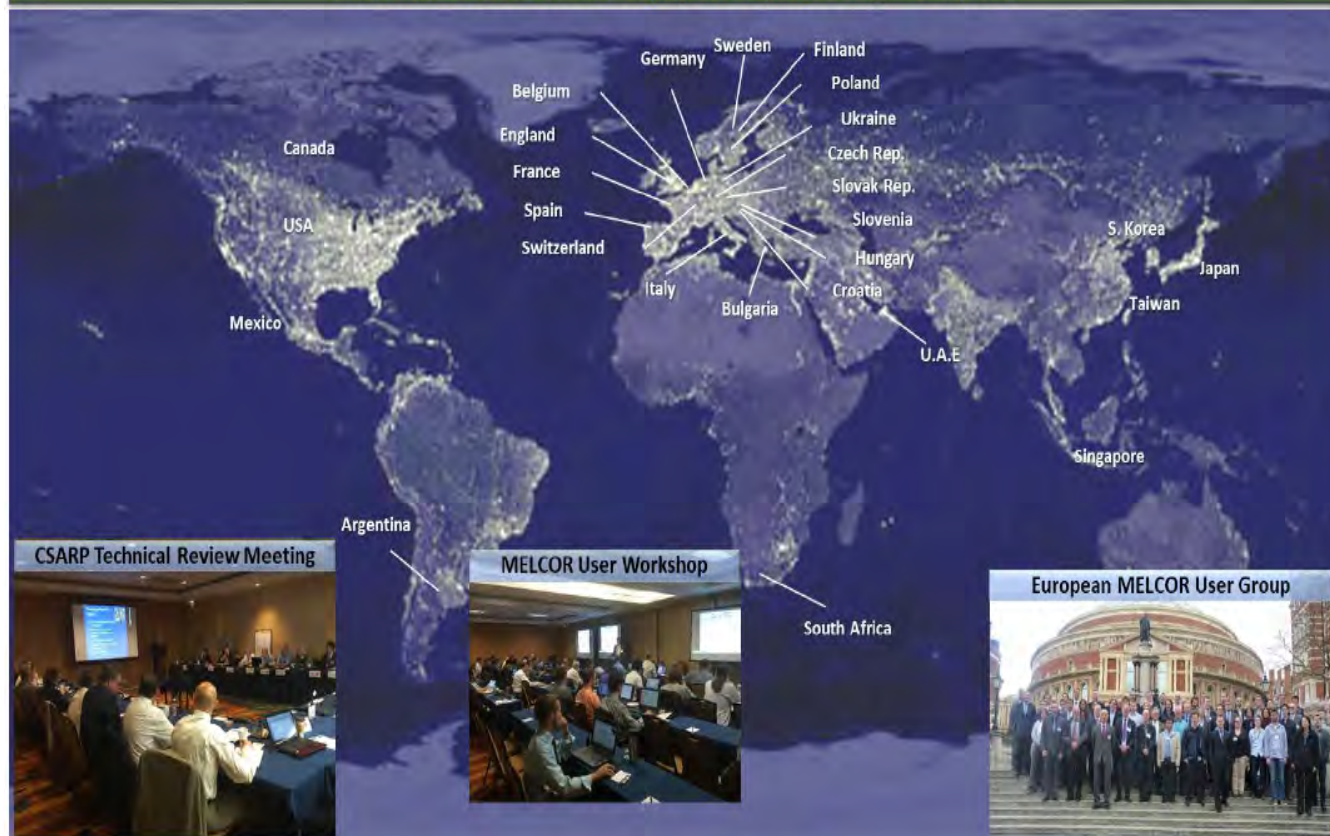 Sweden
Finland
Germany
Poland
Belgium
Ukraine
England
Czech Rep.
Canada
France
Slovak Rep.
Spain
Slovenia
USA
S. Korea
Switzerland
Hungary
Japan
Italy
Croatia
Bulgaria
Taiwan
Mexico
U.A.E
Singapore
Argentina
South Africa
CSARP Technical Review Meeting
MELCOR User Workshop
European MELCOR User Group